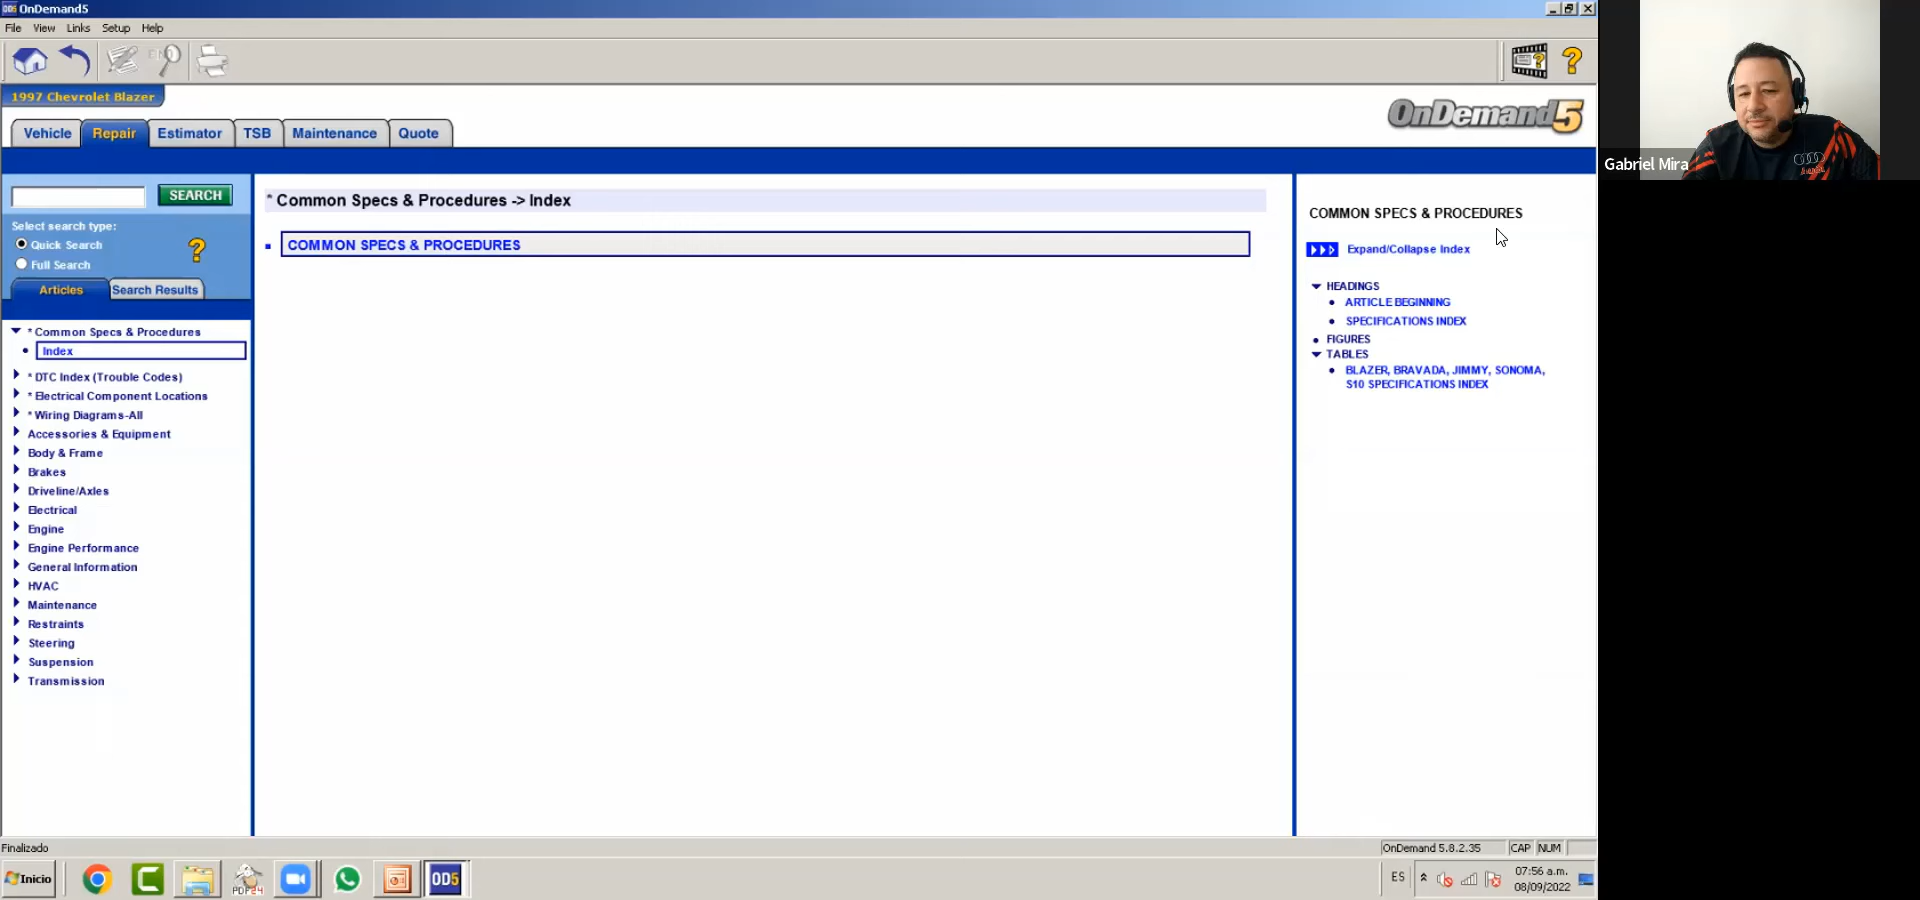 OD5 OnDemand5
File View Links Setup Help
1997 Chevrolet Blazer
Vehicle Repair Estimator TSB Maintenance Quote
OnDemand5
SEARCH
Select search type:
Quick Search
Full Search
Articles Search Results
* Common Specs & Procedures
Index
* DTC Index (Trouble Codes)
* Electrical Component Locations
* Wiring Diagrams-All
Accessories & Equipment
Body & Frame
Brakes
Driveline/Axles
Electrical
Engine
Engine Performance
General Information
HVAC
Maintenance
Restraints
Steering
Suspension
Transmission
* Common Specs & Procedures -> Index
COMMON SPECS & PROCEDURES
COMMON SPECS & PROCEDURES
Expand/Collapse Index
HEADINGS
ARTICLE BEGINNING
SPECIFICATIONS INDEX
FIGURES
TABLES
BLAZER, BRAVADA, JIMMY, SONOMA,
S10 SPECIFICATIONS INDEX
Gabriel Mira
Audi
Finalizado
OnDemand 5.8.2.35 CAP NUM
Inicio
PDF24
OD5
ES
07:56 a.m.
08/09/2022